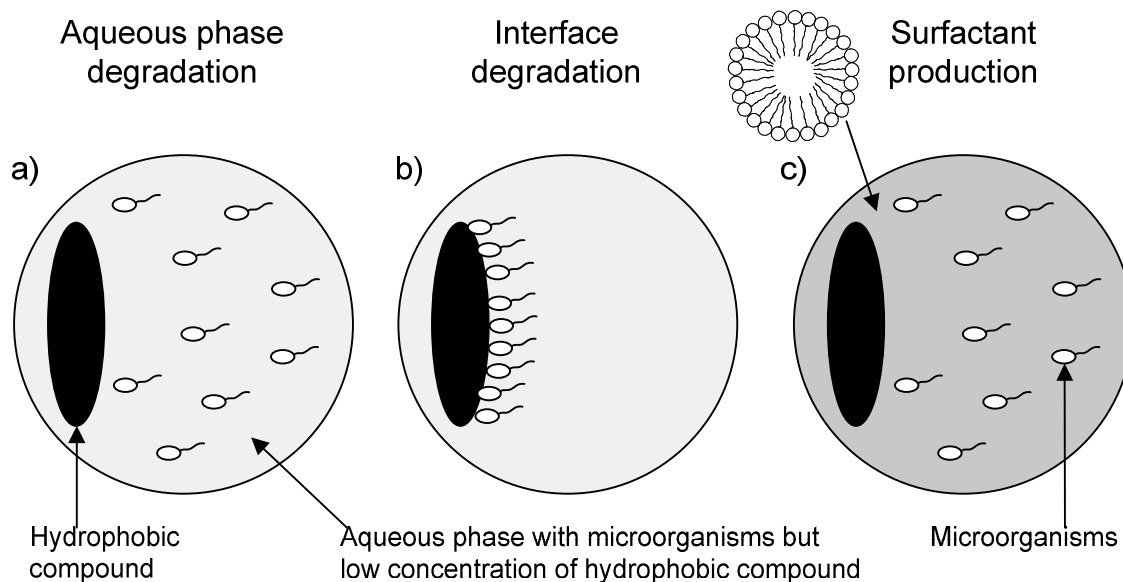 Aqueous phase
degradation
Interface
degradation
Surfactant
production
a)
b)
c)
Hydrophobic
compound
Aqueous phase with microorganisms but
low concentration of hydrophobic compound
Microorganisms